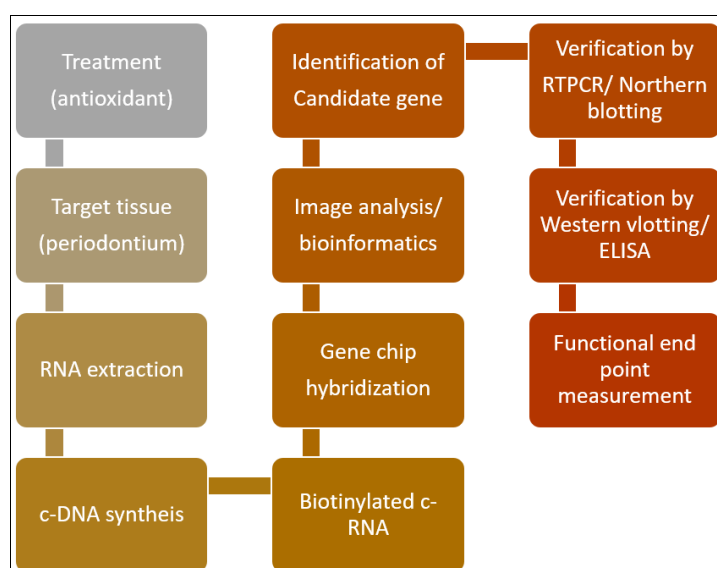 Treatment
(antioxidant)
Target tissue
(periodontium)
RNA extraction
c-DNA syntheis
Biotinylated c-
RNA
Gene chip
hybridization
Image analysis/
bioinformatics
Identification of
Candidate gene
Verification by
RTPCR/ Northern
blotting
Verification by
Western vlotting/
ELISA
Functional end
point
measurement